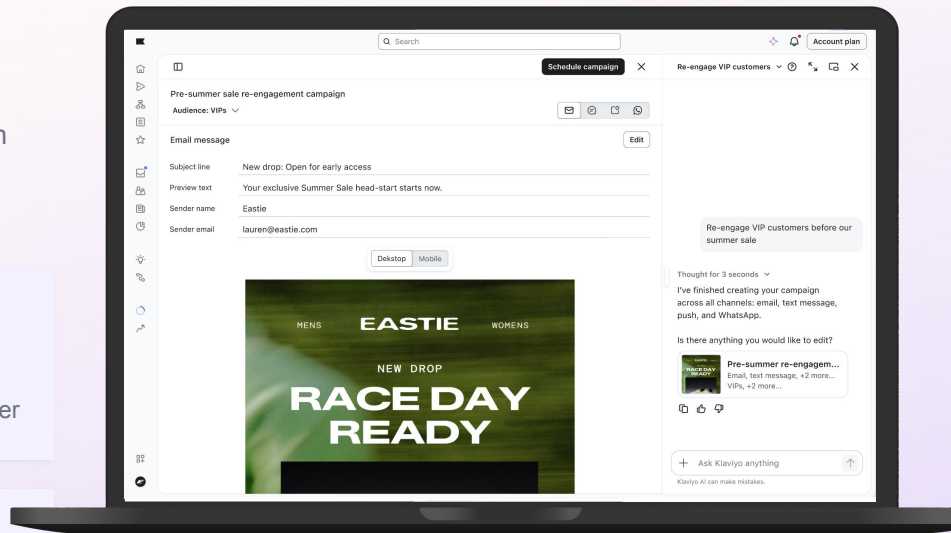 n
er
Search
Account plan
Schedule campaign
Re-engage VIP customers
Pre-summer sale re-engagement campaign
Audience: VIPs
Email message
Edit
Subject line
New drop: Open for early access
Preview text
Your exclusive Summer Sale head-start starts now.
Sender name
Eastie
Sender email
lauren@eastie.com
Dekstop
Mobile
MENS
EASTIE
WOMENS
NEW DROP
RACE DAY
READY
Re-engage VIP customers before our
summer sale
Thought for 3 seconds
I've finished creating your campaign
across all channels: email, text message,
push, and WhatsApp.
Is there anything you would like to edit?
RACE DAY
READY
Pre-summer re-engagem...
Email, text message, +2 more...
VIPs, +2 more...
Ask Klaviyo anything
Klaviyo AI can make mistakes.